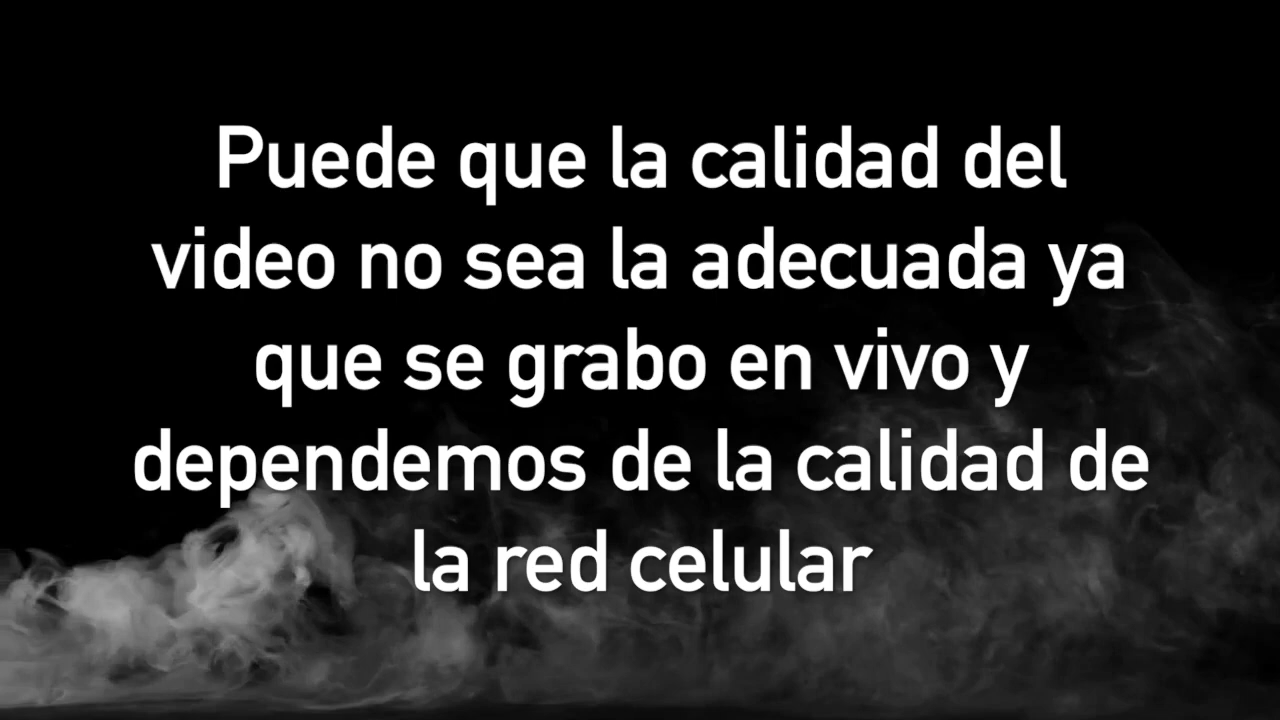 Puede que la calidad del
video no sea la adecuada ya
que se grabo en vivo y
dependemos de la calidad de
la red celular